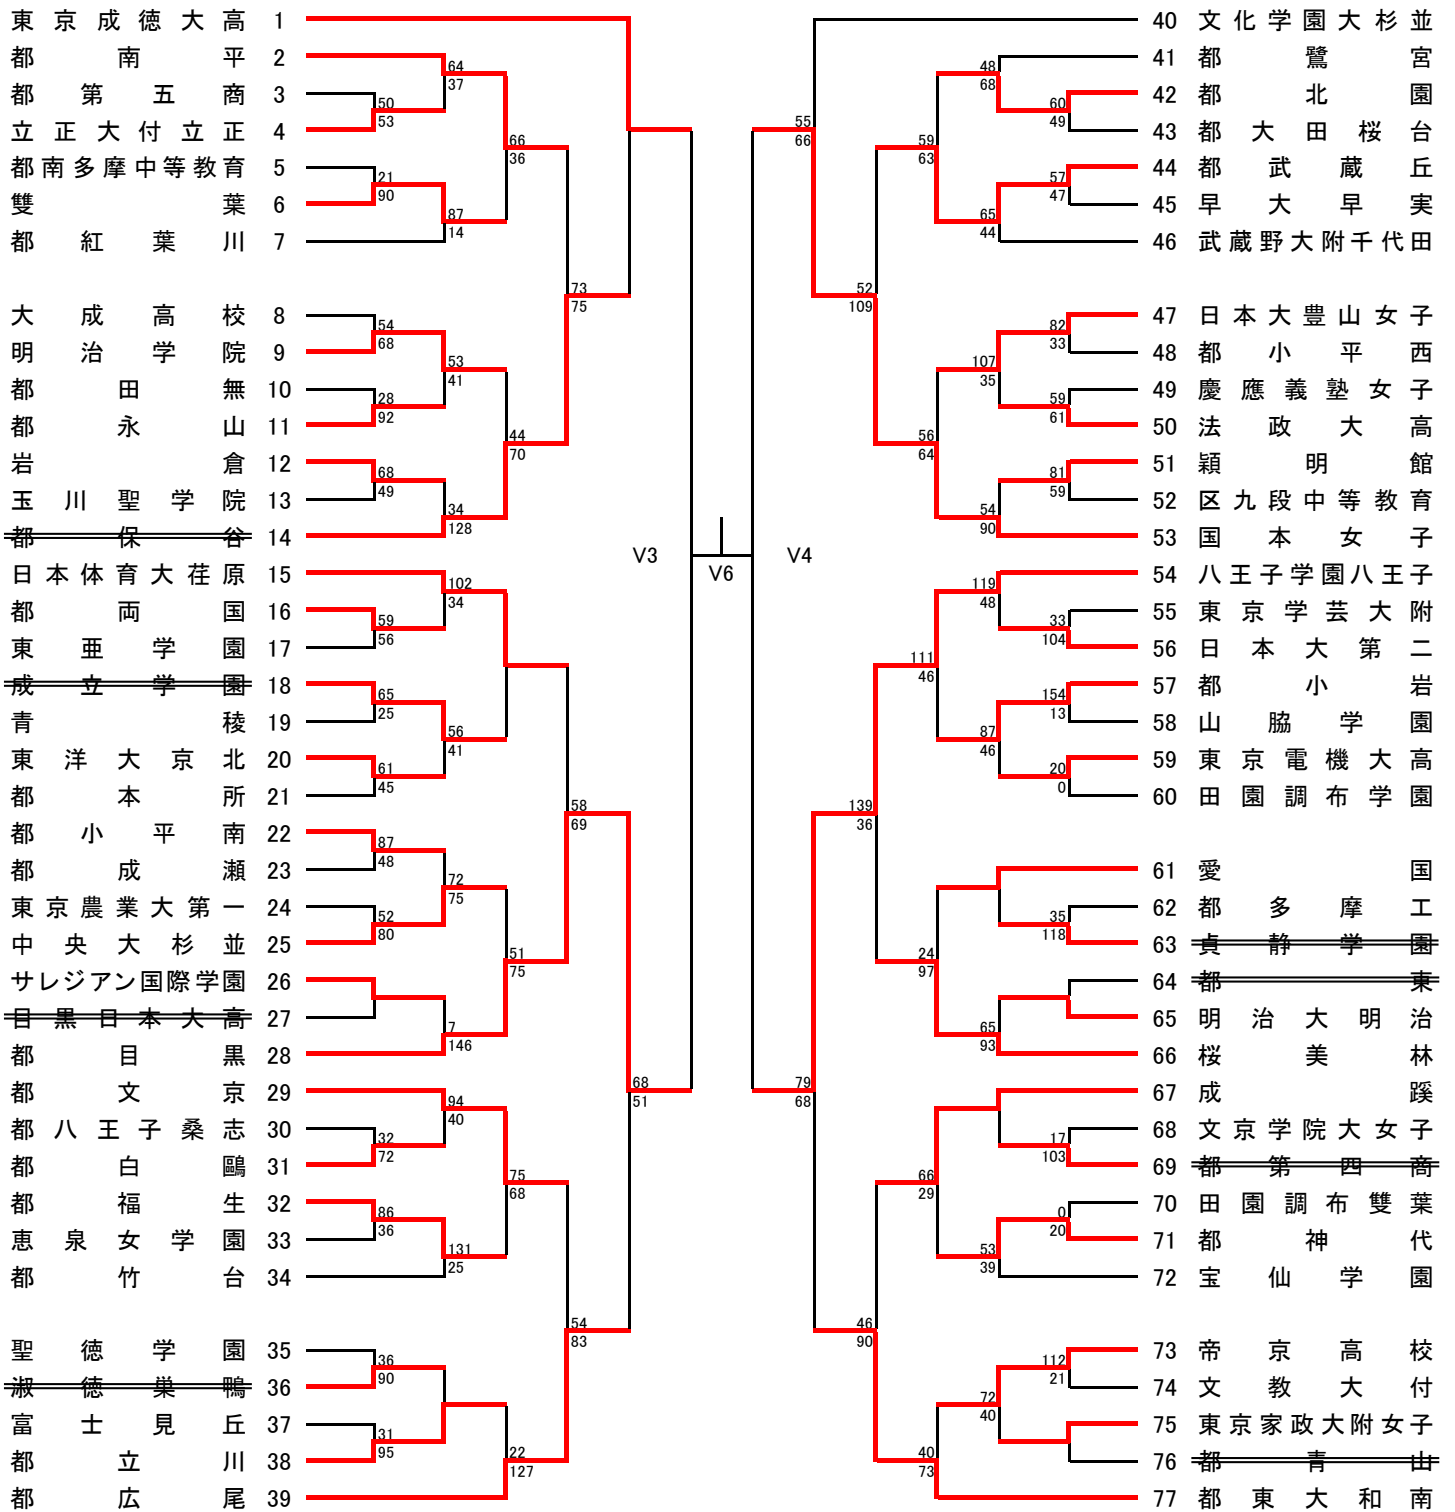 東京成徳大高 1
都南平 2
都第五商 3
立正大付立正 4
都南多摩中等教育 5
雙葉 6
都紅葉川 7
大成高校 8
明治学院 9
都田無 10
都永山 11
岩倉 12
玉川聖学院 13
都保谷 14
日本体育大荏原 15
都両国 16
東亜学園 17
成立学園 18
青稜 19
東洋大京北 20
都本所 21
都小平南 22
都成瀬 23
東京農業大第一 24
中央大杉並 25
サレジアン国際学園 26
目黒日本大高 27
都目黒 28
都文京 29
都八王子桑志 30
都白鷗 31
都福生 32
恵泉女学園 33
都竹台 34
聖徳学園 35
淑徳巣鴨 36
富士見丘 37
都立川 38
都広尾 39
64
37
50
53
66
36
21
90
87
14
73
75
54
68
53
41
28
92
44
70
68
49
34
128
102
34
59
56
65
25
56
41
61
45
58
69
87
48
72
75
52
80
51
75
7
146
68
51
94
40
32
72
75
68
86
36
131
25
54
83
36
90
31
95
22
127
V3
V6
V4
55
66
48
68
60
49
59
63
57
47
65
44
52
109
82
33
107
35
59
61
56
64
81
59
54
90
119
48
33
104
111
46
154
13
87
46
20
0
139
36
35
118
24
97
65
93
79
68
17
103
66
29
0
20
53
39
46
90
112
21
72
40
40
73
40 文化学園大杉並
41 都鷺宮
42 都北園
43 都大田桜台
44 都武蔵丘
45 早大早実
46 武蔵野大附千代田
47 日本大豊山女子
48 都小平西
49 慶應義塾女子
50 法政大高
51 穎明館
52 区九段中等教育
53 国本女子
54 八王子学園八王子
55 東京学芸大附
56 日本大第二
57 都小岩
58 山脇学園
59 東京電機大高
60 田園調布学園
61 愛国
62 都多摩工
63 貞静学園
64 都東
65 明治大明治
66 桜美林
67 成蹊
68 文京学院大女子
69 都第四商
70 田園調布雙葉
71 都神代
72 宝仙学園
73 帝京高校
74 文教大付
75 東京家政大附女子
76 都青山
77 都東大和南